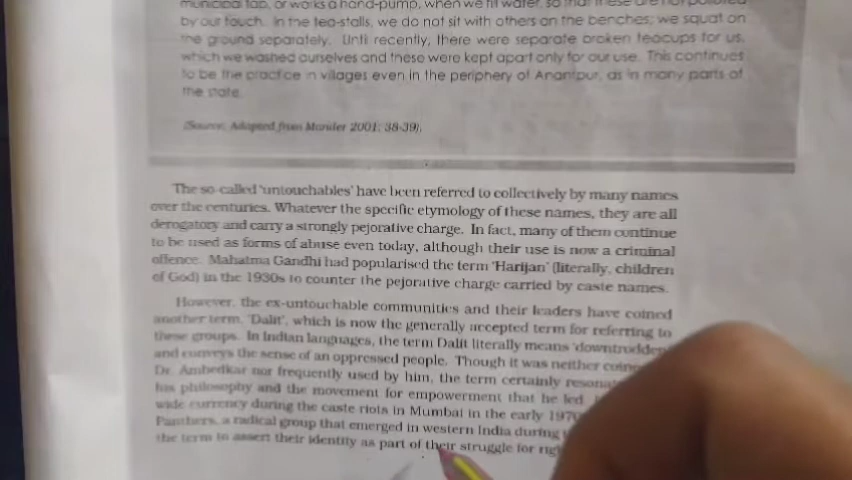 municipal tap, or works a hand-pump, when we fill water, so that these are not polluted
by our touch. In the tea-stalls, we do not sit with others on the benches; we squat on
the ground separately. Until recently, there were separate broken teacups for us,
which we washed ourselves and these were kept apart only for our use. This continues
to be the practice in villages even in the periphery of Anantpur, as in many parts of
the state.
(Source: Adapted from Mander 2001: 38-39).
The so-called 'untouchables' have been referred to collectively by many names
over the centuries. Whatever the specific etymology of these names, they are all
derogatory and carry a strongly pejorative charge. In fact, many of them continue
to be used as forms of abuse even today, although their use is now a criminal
offence. Mahatma Gandhi had popularised the term 'Harijan' (literally, children
of God) in the 1930s to counter the pejorative charge carried by caste names.
However, the ex-untouchable communities and their leaders have coined
another term, 'Dalit', which is now the generally accepted term for referring to
these groups. In Indian languages, the term Dalit literally means 'downtrodden
and conveys the sense of an oppressed people. Though it was neither coined
Dr. Ambedkar nor frequently used by him, the term certainly resona
his philosophy and the movement for empowerment that he led.
wide currency during the caste riots in Mumbai in the early 1970
Panthers, a radical group that emerged in western India during
the term to assert their identity as part of their struggle for rig